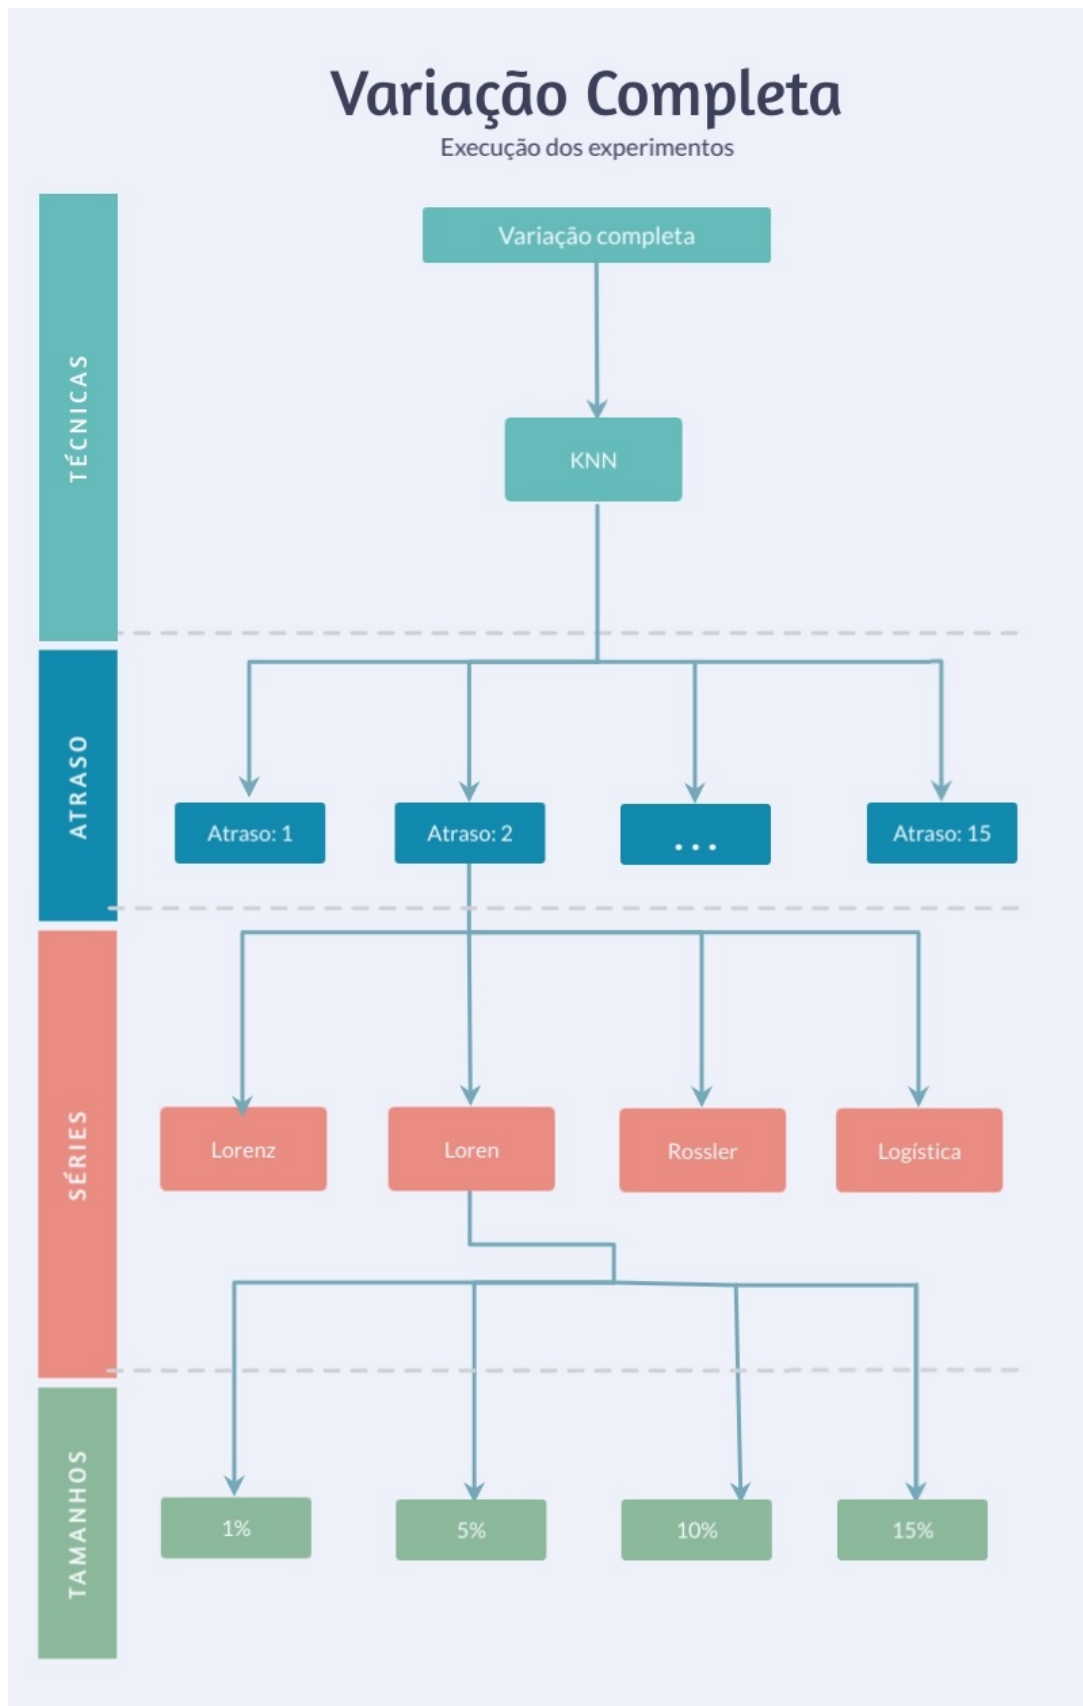 Variação Completa
Execução dos experimentos
TÉCNICAS
Variação completa
KNN
ATRASO
Atraso: 1
Atraso: 2
...
Atraso: 15
SÉRIES
Lorenz
Loren
Rossler
Logística
TAMANHOS
1%
5%
10%
15%